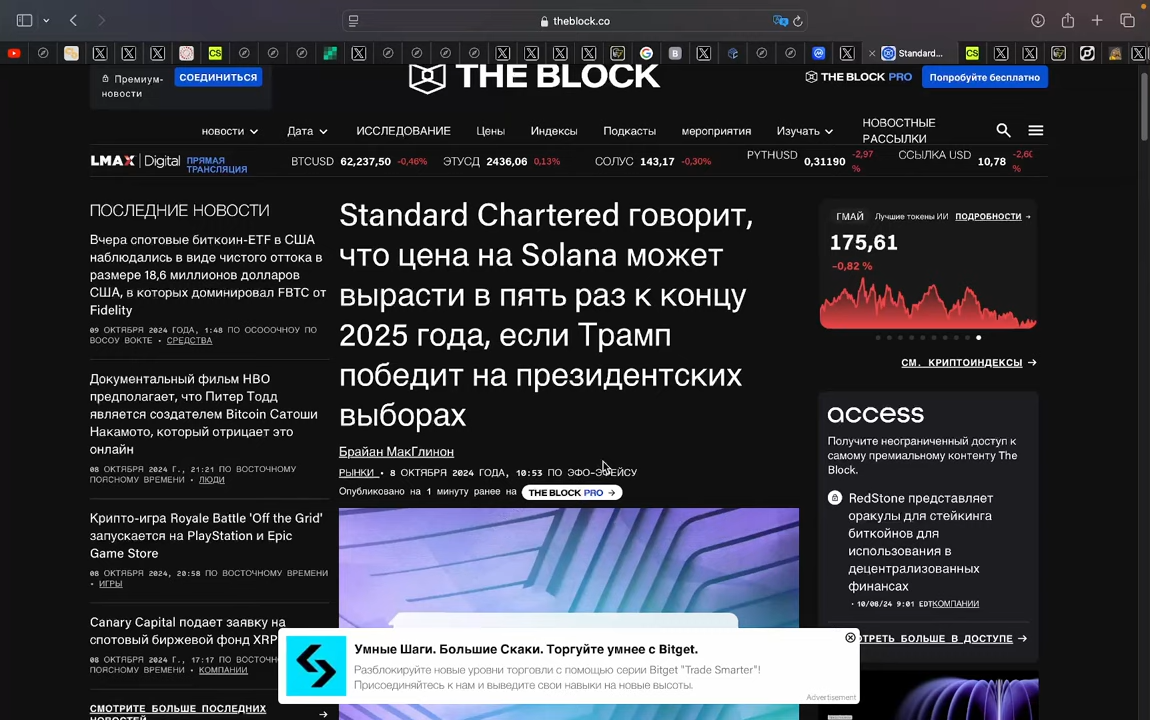 theblock.co
Standard...
Премиум-
новости
СОЕДИНИТЬСЯ
THE BLOCK
THE BLOCK PRO
Попробуйте бесплатно
новости
Дата
ИССЛЕДОВАНИЕ
Цены
Индексы
Подкасты
мероприятия
Изучать
НОВОСТНЫЕ
РАССЫЛКИ
LMAX Digital
ПРЯМАЯ
ТРАНСЛЯЦИЯ
BTCUSD 62,237,50 -0,46%
ЭТУСД 2436,06 0,13%
СОЛУС 143,17 -0,30%
PYTHUSD 0,31190 -2,97
%
ССЫЛКА USD 10,78
%
ПОСЛЕДНИЕ НОВОСТИ
Вчера спотовые биткоин-ETF в США
наблюдались в виде чистого оттока в
размере 18,6 миллионов долларов
США, в которых доминировал FBTC от
Fidelity
09 ОКТЯБРЯ 2024 ГОДА, 1:48 ПО ОСОООЧНОУ ПО
ВОСОУ ВОКТЕ • СРЕДСТВА
Документальный фильм HBO
предполагает, что Питер Тодд
является создателем Bitcoin Сатоши
Накамото, который отрицает это
онлайн
08 ОКТЯБРЯ 2024 Г., 21:21 ПО ВОСТОЧНОМУ
ПОЯСНОМУ ВРЕМЕНИ • ЛЮДИ
Крипто-игра Royale Battle 'Off the Grid'
запускается на PlayStation и Epic
Game Store
08 ОКТЯБРЯ 2024, 20:58 ПО ВОСТОЧНОМУ ВРЕМЕНИ
• ИГРЫ
Canary Capital подает заявку на
спотовый биржевой фонд XRP
08 ОКТЯБРЯ 2024, 17:17 ПО
ПОЯСНОМУ ВРЕМЕНИ • КОМПАНИИ
СМОТРИТЕ БОЛЬШЕ ПОСЛЕДНИХ
НОВОСТЕЙ
Standard Chartered говорит,
что цена на Solana может
вырасти в пять раз к концу
2025 года, если Трамп
победит на президентских
выборах
Брайан МакГлинон
РЫНКИ • 8 ОКТЯБРЯ 2024 ГОДА, 10:53 ПО
Опубликовано на 1 минуту ранее на THE BLOCK PRO →
ГМАЙ Лучшие токены ИИ ПОДРОБНОСТИ →
175,61
-0,82 %
СМ. КРИПТОИНДЕКСЫ →
access
Получите неограниченный доступ к
самому премиальному контенту The
Block.
RedStone представляет
оракулы для стейкинга
биткойнов для
использования в
децентрализованных
финансах
• 10/08/24 9:01 EDTКОМПАНИИ
БОЛЬШЕ В ДОСТУПЕ →
Умные Шаги. Большие Скаки. Торгуйте умнее с Bitget.
Разблокируйте новые уровни торговли с помощью серии Bitget "Trade Smarter"!
Присоединяйтесь к нам и выведите свои навыки на новые высоты.
Advertisement